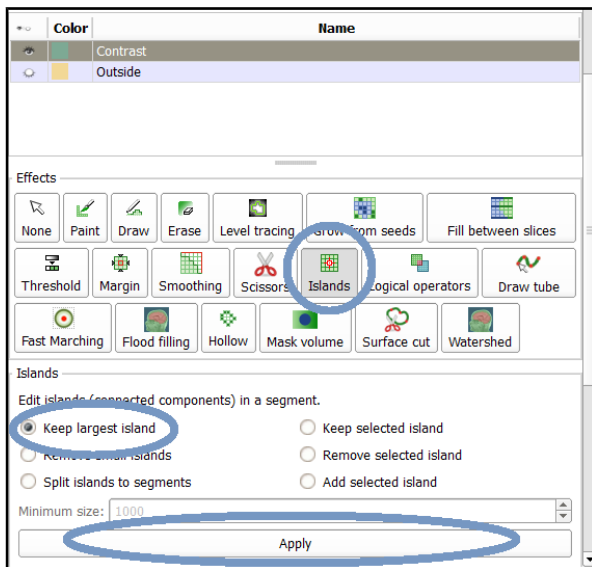 Color Name
Contrast
Outside
Effects
None Paint Draw Erase Level tracing Grow from seeds Fill between slices
Threshold Margin Smoothing Scissors Islands Logical operators Draw tube
Fast Marching Flood filling Hollow Mask volume Surface cut Watershed
Islands
Edit islands (connected components) in a segment.
Keep largest island Keep selected island
Remove small islands Remove selected island
Split islands to segments Add selected island
Minimum size: 1000
Apply